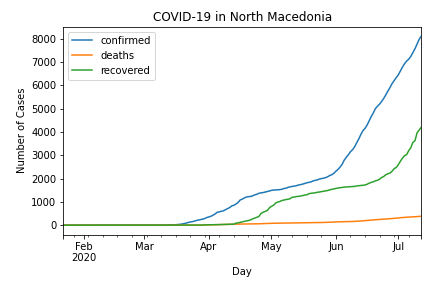 COVID-19 in North Macedonia
confirmed
deaths
recovered
Number of Cases
8000
7000
6000
5000
4000
3000
2000
1000
0
Feb Mar Apr May Jun Jul
2020
Day